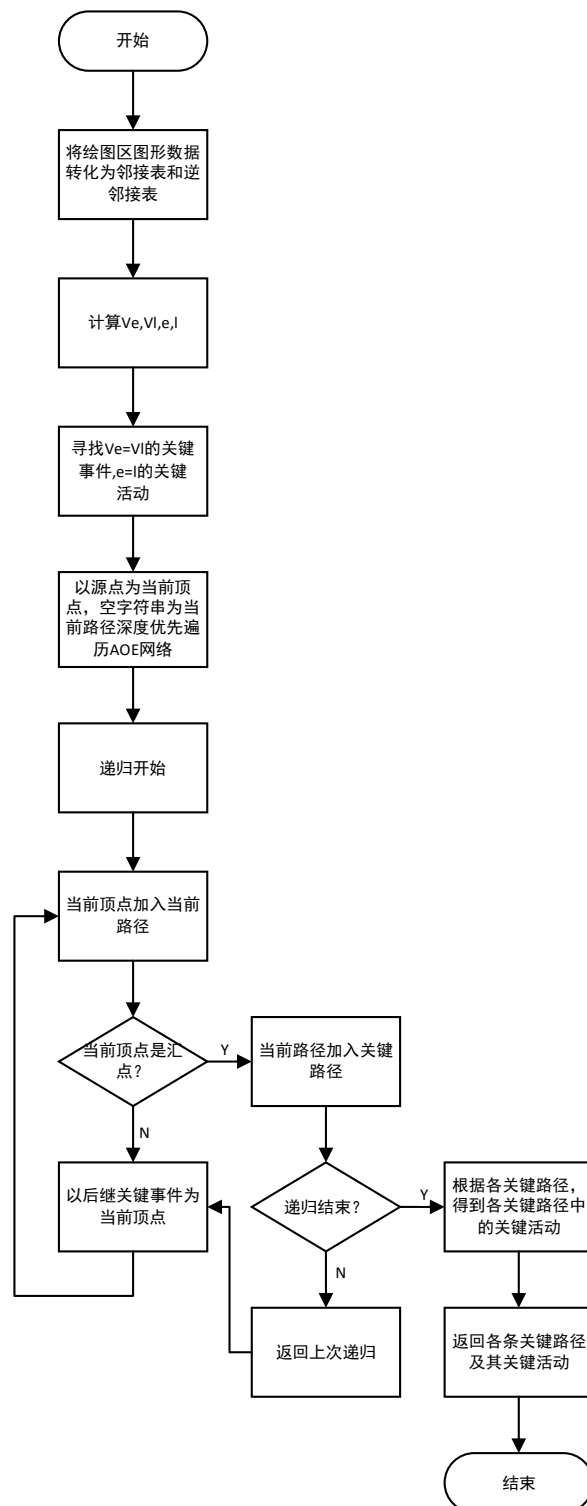 开始
将绘图区图形数据
转化为邻接表和逆
邻接表
计算Ve,Vl,e,l
寻找Ve=Vl的关键
事件,e=l的关键
活动
以源点为当前顶
点，空字符串为当
前路径深度优先遍
历AOE网络
递归开始
当前顶点加入当前
路径
当前顶点是汇
点？
Y
当前路径加入关键
路径
N
以后继关键事件为
当前顶点
递归结束？
Y
根据各关键路径，
得到各关键路径中
的关键活动
N
返回上次递归
返回各条关键路径
及其关键活动
结束